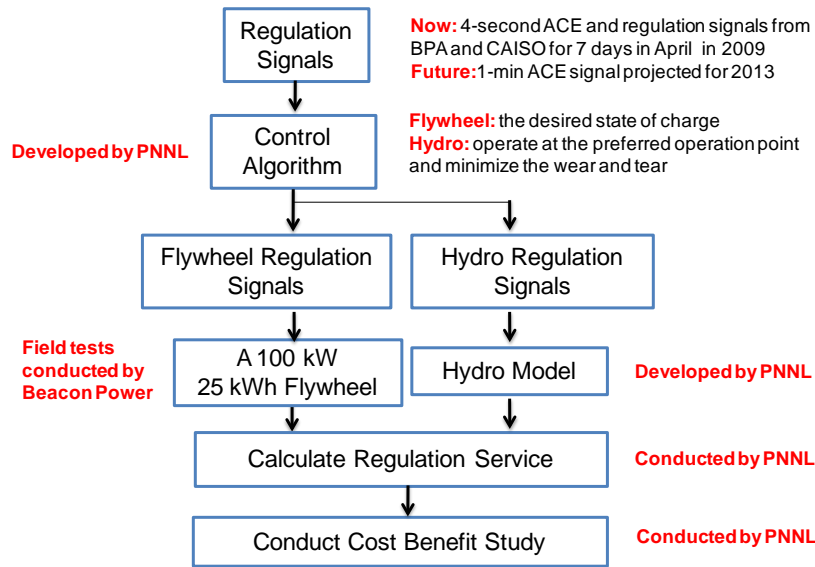 Regulation
Signals
Now: 4-second ACE and regulation signals from
BPA and CAISO for 7 days in April in 2009
Future:1-min ACE signal projected for 2013
Developed by PNNL
Control
Algorithm
Flywheel: the desired state of charge
Hydro: operate at the preferred operation point
and minimize the wear and tear
Flywheel Regulation
Signals
Hydro Regulation
Signals
Field tests
conducted by
Beacon Power
A 100 kW
25 kWh Flywheel
Hydro Model
Developed by PNNL
Calculate Regulation Service
Conducted by PNNL
Conduct Cost Benefit Study
Conducted by PNNL